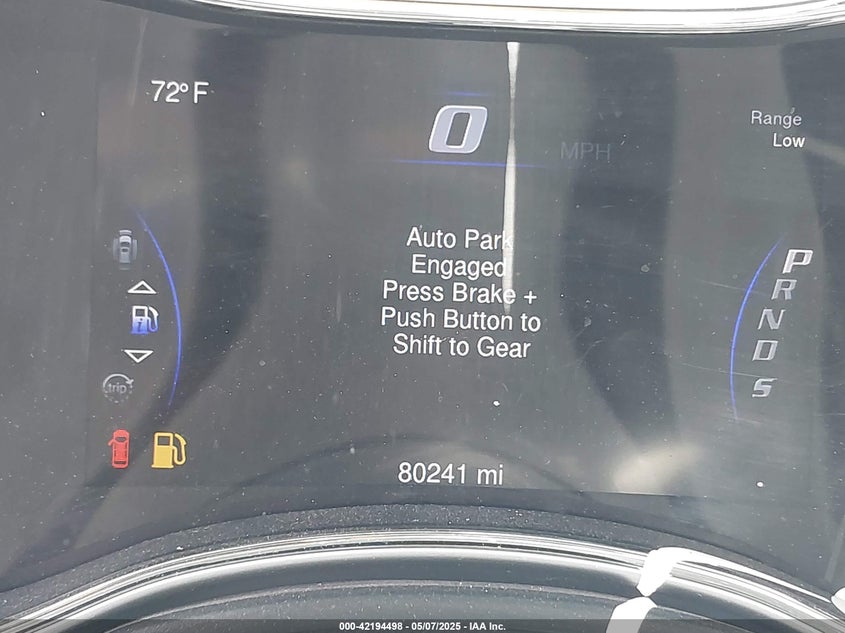 72° F
0
MPH
Range
Low
Auto Park
Engaged
Press Brake +
Push Button to
Shift to Gear
P
R
N
D
S
i
trip
80241 mi
000-42194498 - 05/07/2025 - IAA Inc.